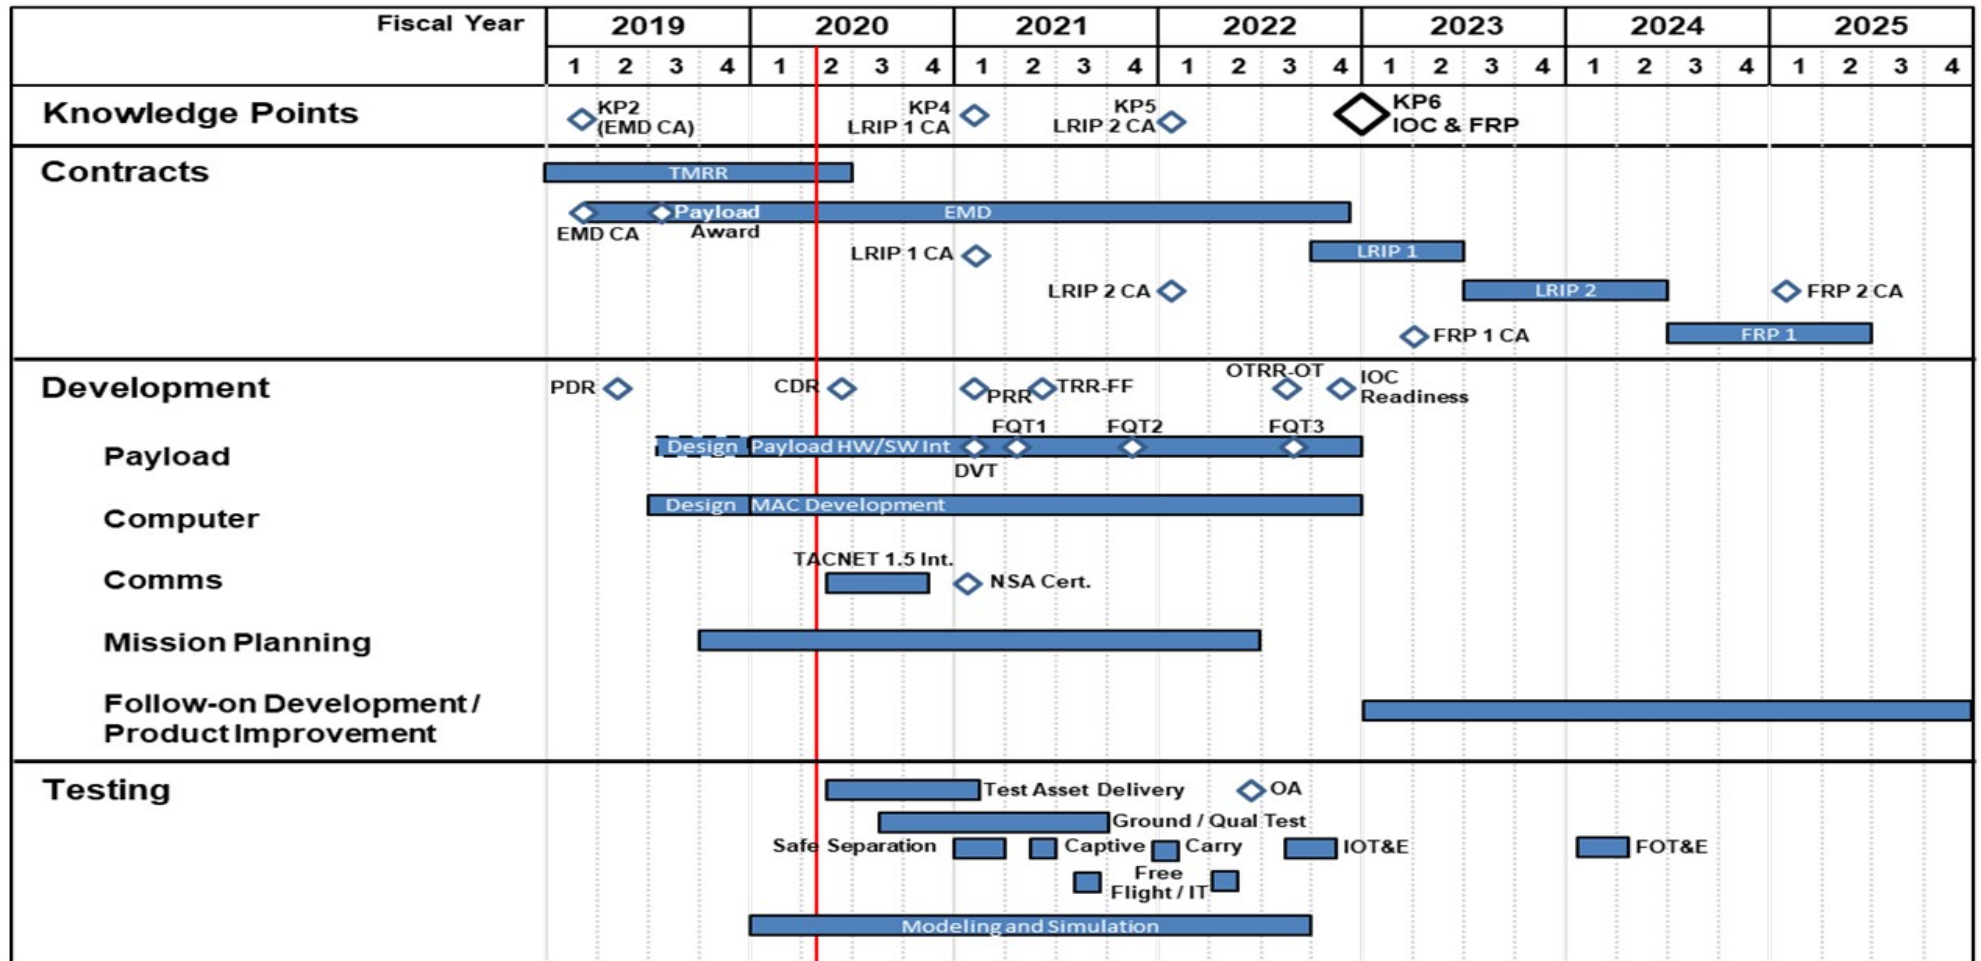 Fiscal Year 2019 2020 2021 2022 2023 2024 2025
1 2 3 4 1 2 3 4 1 2 3 4 1 2 3 4 1 2 3 4 1 2 3 4 1 2 3 4
Knowledge Points
KP2
(EMD CA)
KP4
LRIP 1 CA
KP5
LRIP 2 CA
KP6
IOC & FRP
Contracts
TMRR
Payload
Award
EMD
EMD CA
LRIP 1 CA
LRIP 1
LRIP 2 CA
LRIP 2
FRP 2 CA
FRP 1 CA
FRP 1
Development
PDR
CDR
PRR
TRR-FF
OTRR-OT
IOC
Readiness
Payload
Design
Payload HW/SW Int
DVT
FQT1
FQT2
FQT3
Computer
Design
MAC Development
Comms
TACNET 1.5 Int.
NSA Cert.
Mission Planning
Follow-on Development /
Product Improvement
Testing
Test Asset Delivery
OA
Ground / Qual Test
Safe Separation
Captive Carry
IOT&E
FOT&E
Free
Flight / IT
Modeling and Simulation